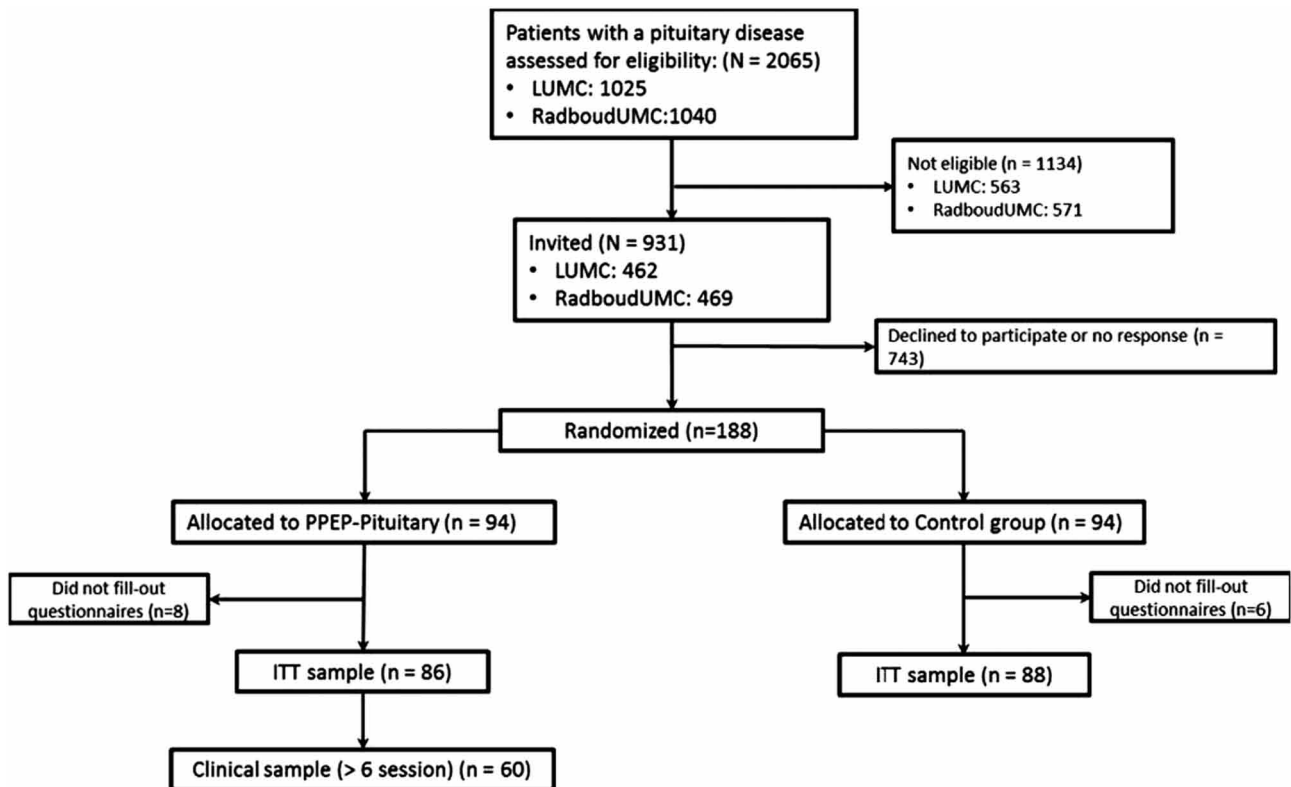 Patients with a pituitary disease
assessed for eligibility: (N = 2065)
• LUMC: 1025
• RadboudUMC:1040
Not eligible (n = 1134)
• LUMC: 563
• RadboudUMC: 571
Invited (N = 931)
• LUMC: 462
• RadboudUMC: 469
Declined to participate or no response (n =
743)
Randomized (n=188)
Allocated to PPEP-Pituitary (n = 94)
Allocated to Control group (n = 94)
Did not fill-out
questionnaires (n=8)
Did not fill-out
questionnaires (n=6)
ITT sample (n = 86)
ITT sample (n = 88)
Clinical sample (> 6 session) (n = 60)